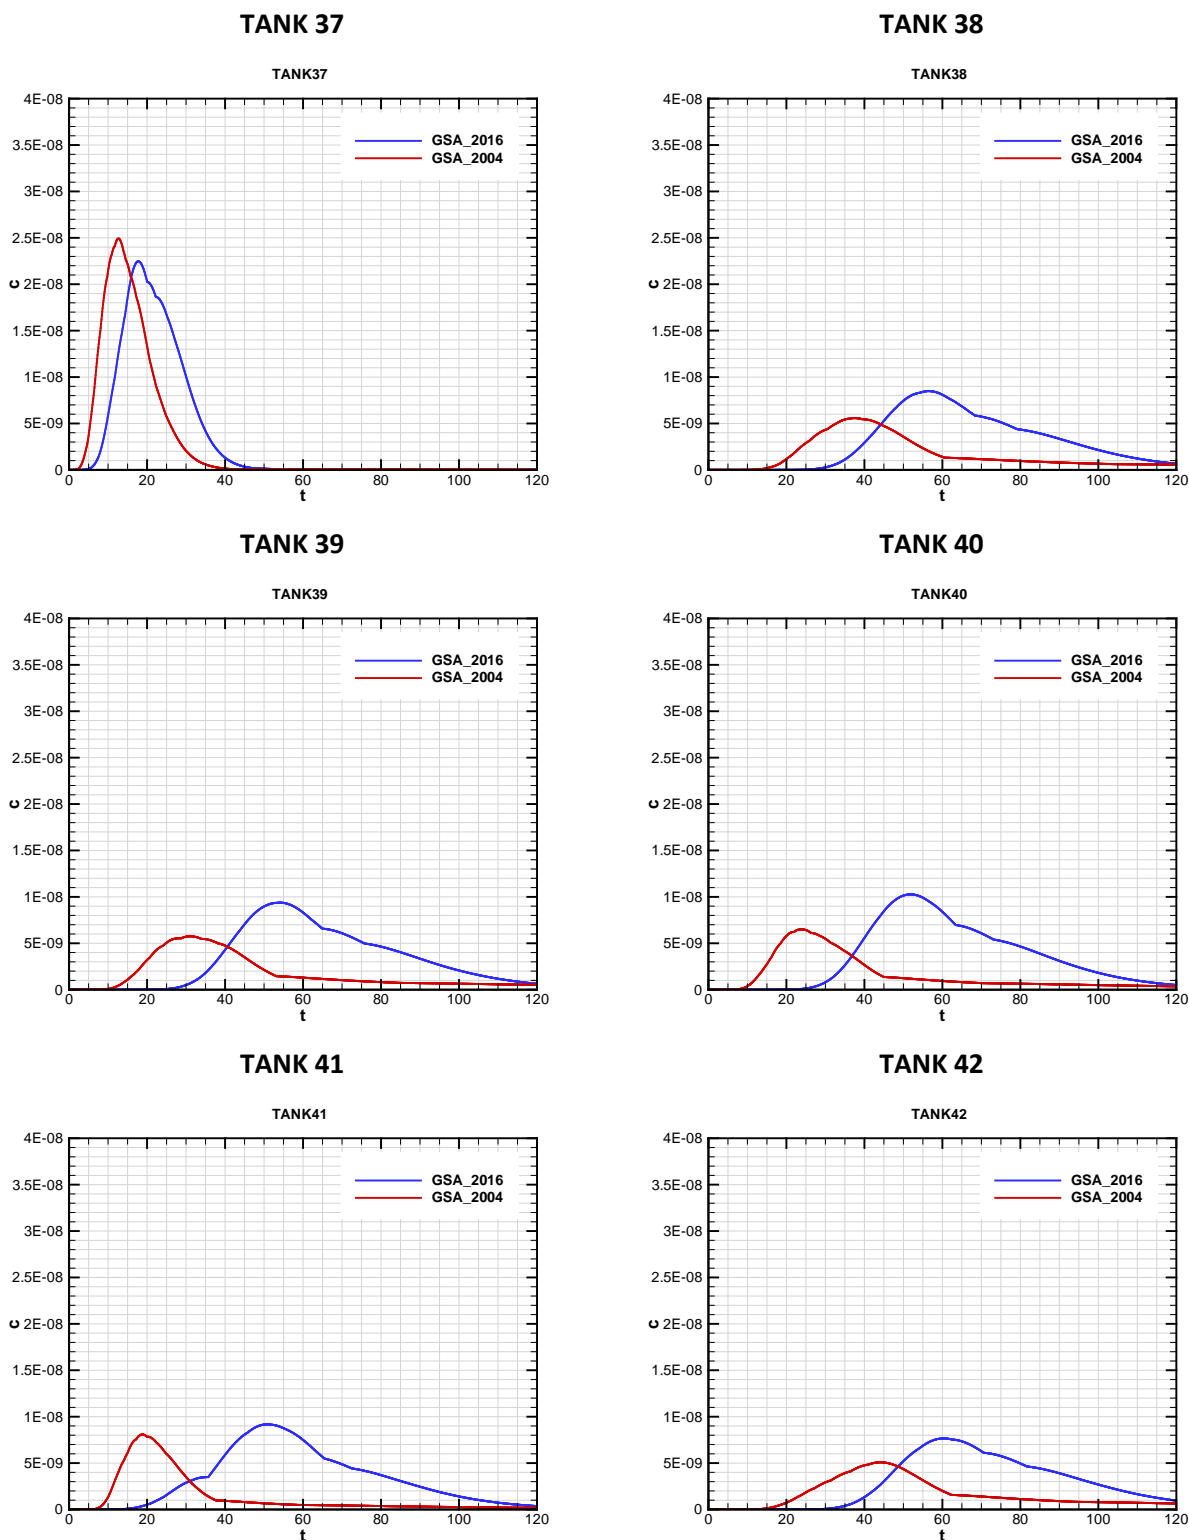 TANK 37
TANK37
4E-08
3.5E-08
3E-08
2.5E-08
2E-08
1.5E-08
1E-08
5E-09
0
c
GSA_2016
GSA_2004
0 20 40 60 80 100 120
t
TANK 38
TANK38
4E-08
3.5E-08
3E-08
2.5E-08
2E-08
1.5E-08
1E-08
5E-09
0
c
GSA_2016
GSA_2004
0 20 40 60 80 100 120
t
TANK 39
TANK39
4E-08
3.5E-08
3E-08
2.5E-08
2E-08
1.5E-08
1E-08
5E-09
0
c
GSA_2016
GSA_2004
0 20 40 60 80 100 120
t
TANK 40
TANK40
4E-08
3.5E-08
3E-08
2.5E-08
2E-08
1.5E-08
1E-08
5E-09
0
c
GSA_2016
GSA_2004
0 20 40 60 80 100 120
t
TANK 41
TANK41
4E-08
3.5E-08
3E-08
2.5E-08
2E-08
1.5E-08
1E-08
5E-09
0
c
GSA_2016
GSA_2004
0 20 40 60 80 100 120
t
TANK 42
TANK42
4E-08
3.5E-08
3E-08
2.5E-08
2E-08
1.5E-08
1E-08
5E-09
0
c
GSA_2016
GSA_2004
0 20 40 60 80 100 120
t